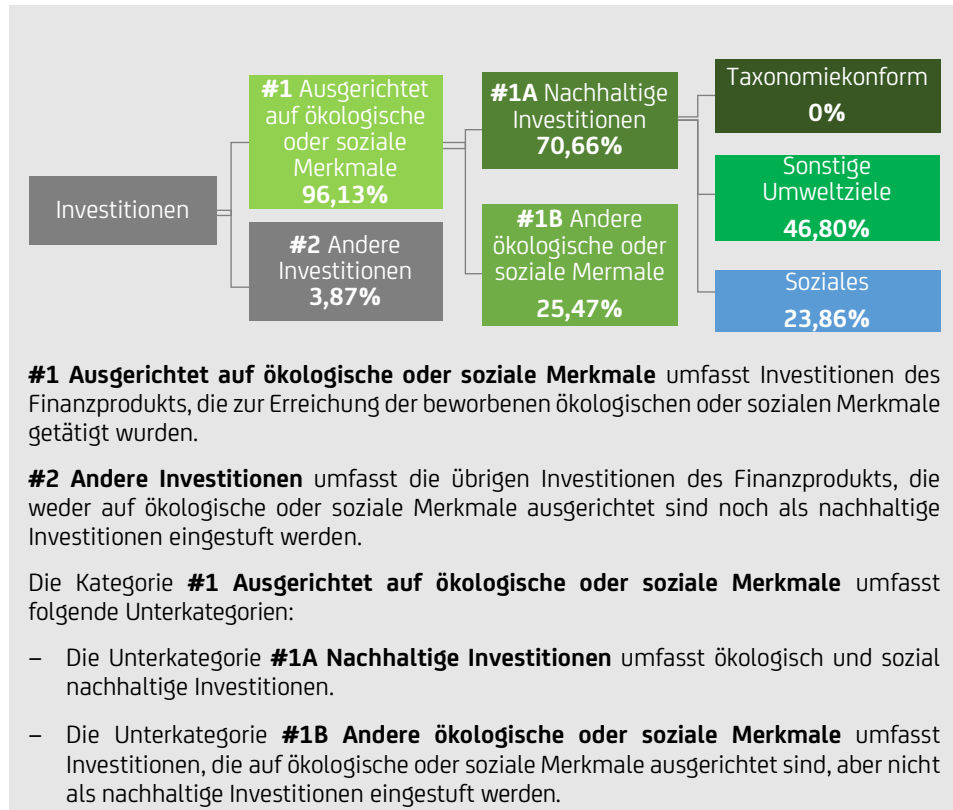 Investitionen
#1 Ausgerichtet
auf ökologische
oder soziale
Merkmale
96,13%
#2 Andere
Investitionen
3,87%
#1A Nachhaltige
Investitionen
70,66%
#1B Andere
ökologische oder
soziale Mermale
25,47%
Taxonomiekonform
0%
Sonstige
Umweltziele
46,80%
Soziales
23,86%
#1 Ausgerichtet auf ökologische oder soziale Merkmale umfasst Investitionen des
Finanzprodukts, die zur Erreichung der beworbenen ökologischen oder sozialen Merkmale
getätigt wurden.
#2 Andere Investitionen umfasst die übrigen Investitionen des Finanzprodukts, die
weder auf ökologische oder soziale Merkmale ausgerichtet sind noch als nachhaltige
Investitionen eingestuft werden.
Die Kategorie #1 Ausgerichtet auf ökologische oder soziale Merkmale umfasst
folgende Unterkategorien:
– Die Unterkategorie #1A Nachhaltige Investitionen umfasst ökologisch und sozial
nachhaltige Investitionen.
– Die Unterkategorie #1B Andere ökologische oder soziale Merkmale umfasst
Investitionen, die auf ökologische oder soziale Merkmale ausgerichtet sind, aber nicht
als nachhaltige Investitionen eingestuft werden.